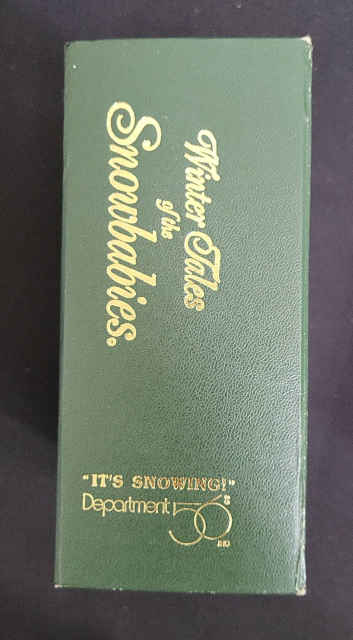 Winter Tales
of the
Snowbabies.
"IT'S SNOWING!"
Department 56®